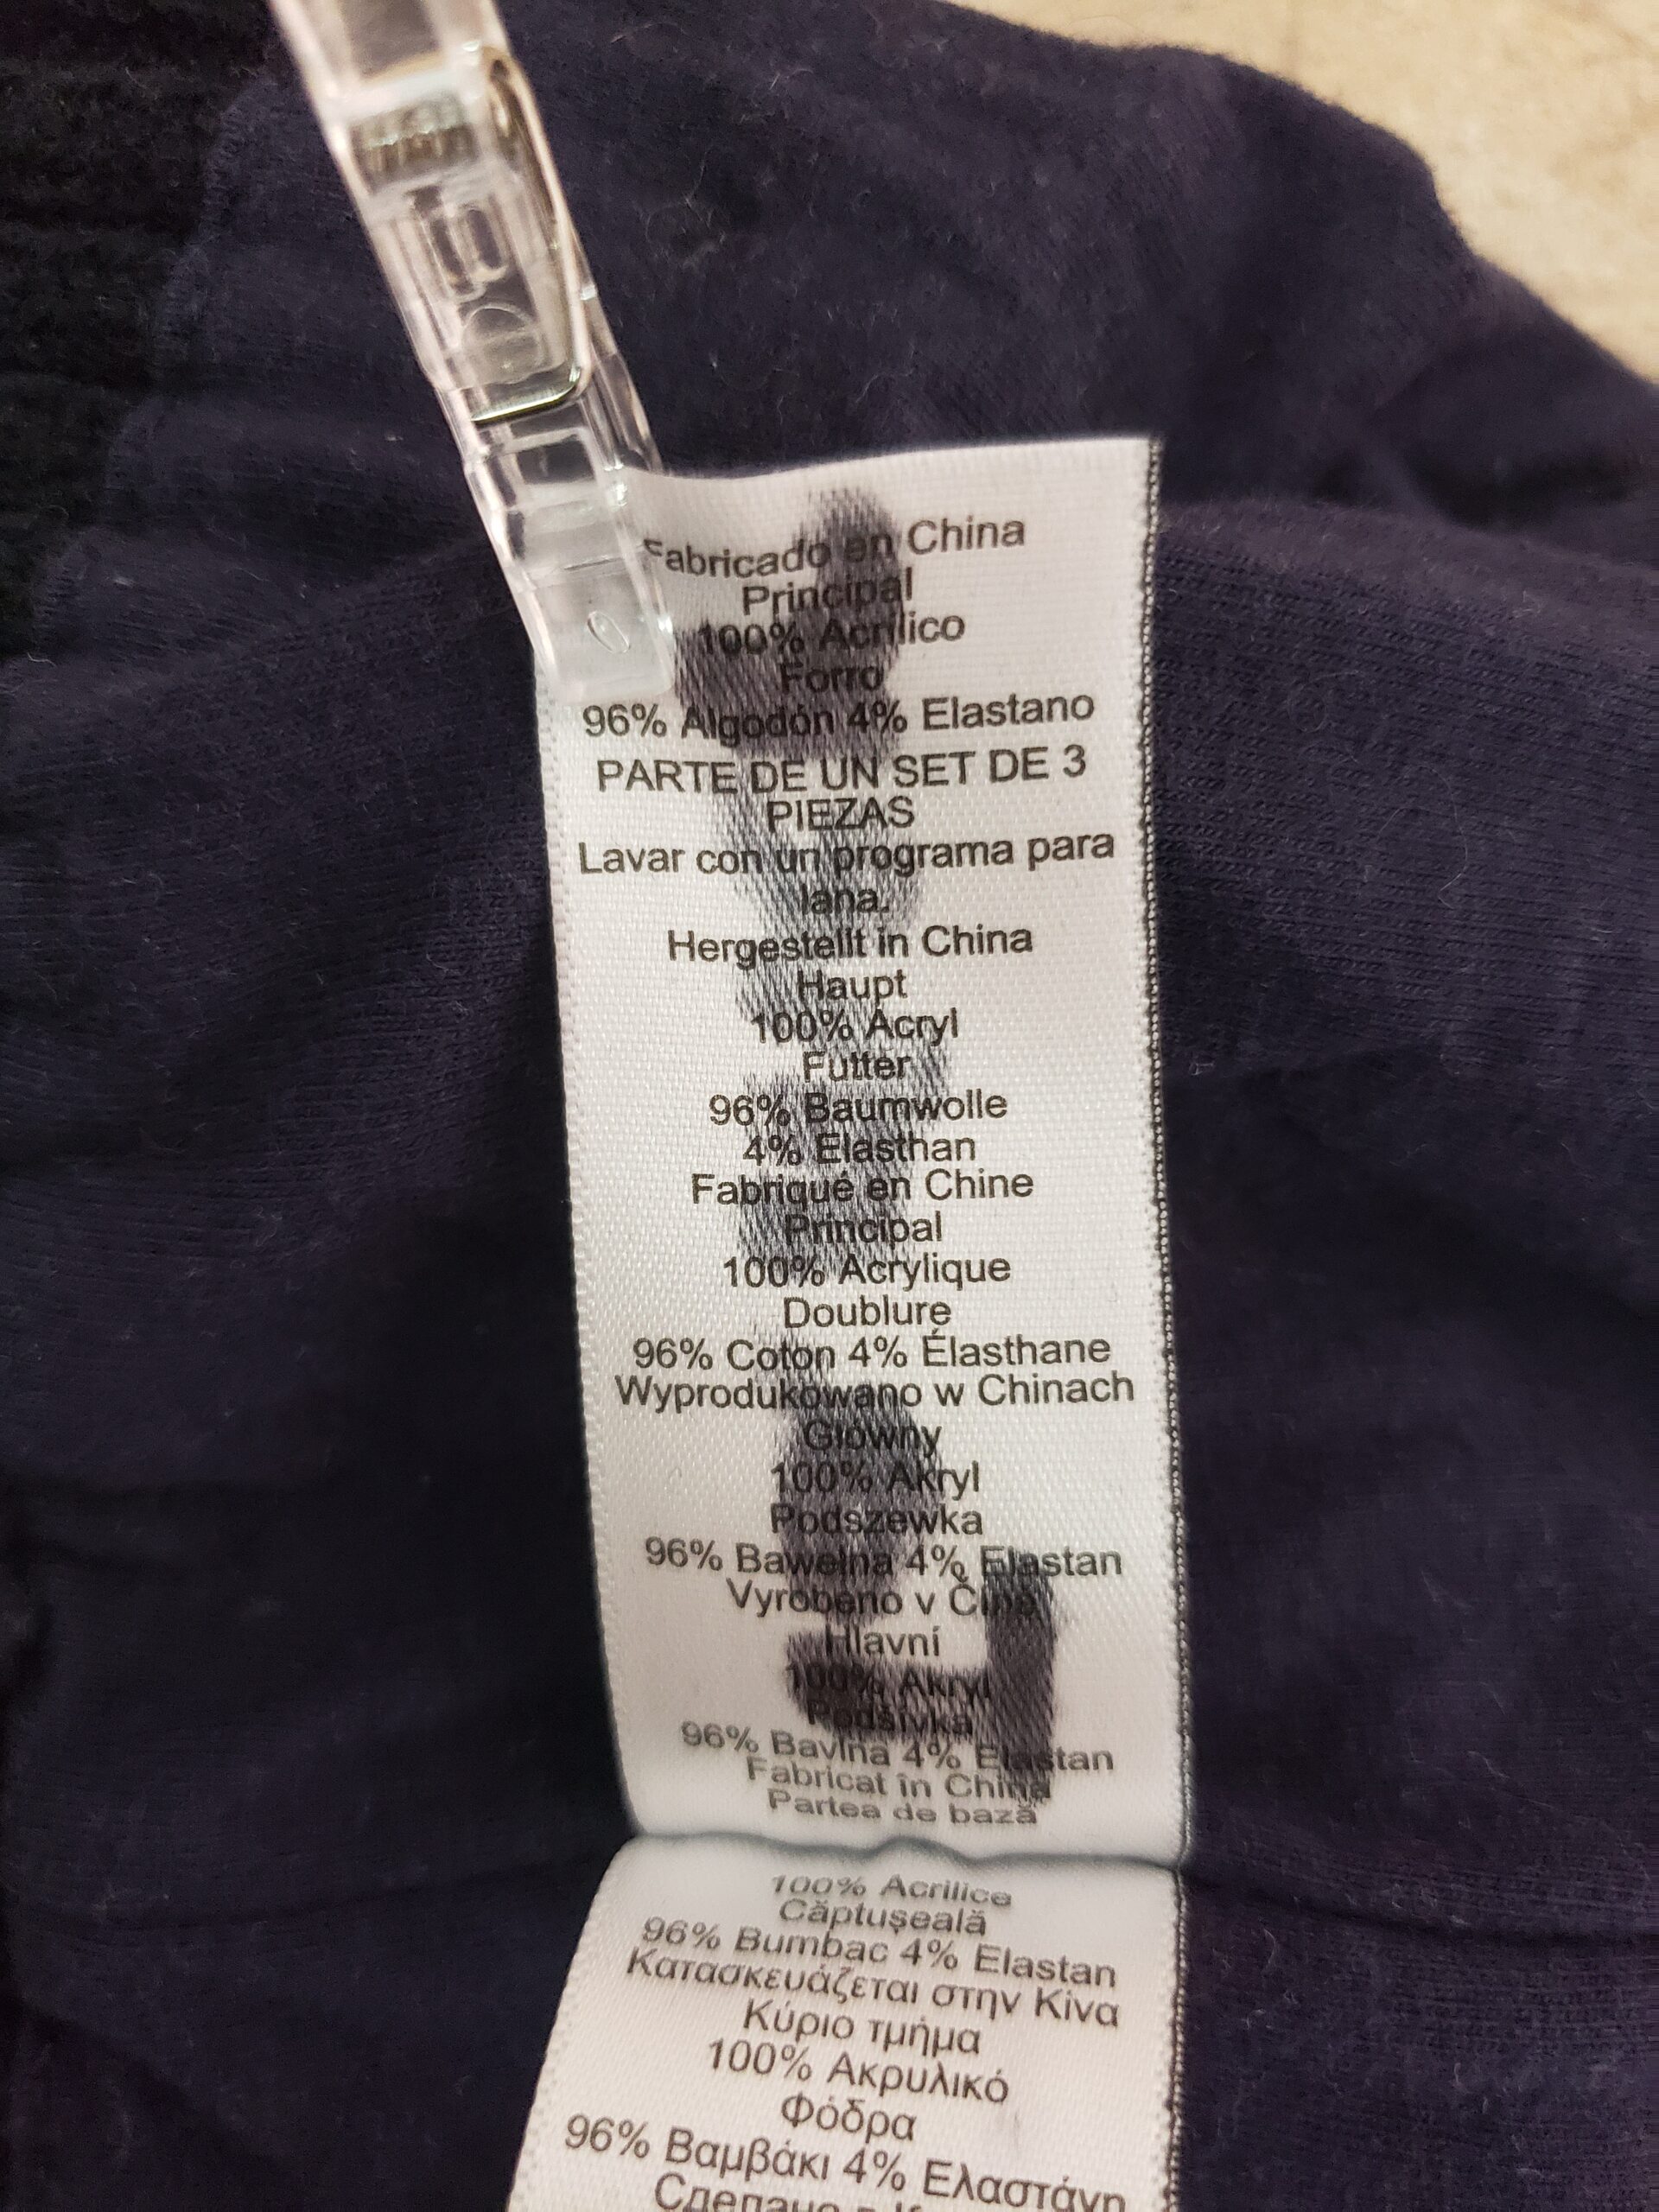 Fabricado en China
Principal
100% Acrílico
Forro
96% Algodón 4% Elastano
PARTE DE UN SET DE 3
PIEZAS
Lavar con un programa para
lana.
Hergestellt in China
Haupt
100% Acryl
Futter
96% Baumwolle
4% Elasthan
Fabriqué en Chine
Principal
100% Acrylique
Doublure
96% Coton 4% Élasthane
Wyprodukowano w Chinach
Główny
100% Akryl
Podszewka
96% Bawełna 4% Elastan
Vyrobeno v Číně
Hlavní
100% Akryl
Podšívka
96% Bavlna 4% Elastan
Fabricat în China
Partea de bază
100% Acrilice
Căptușeală
96% Bumbac 4% Elastan
Κατασκευάζεται στην Κίνα
Κύριο τμήμα
100% Ακρυλικό
Φόδρα
96% Βαμβάκι 4% Ελαστάνη
Сделано в